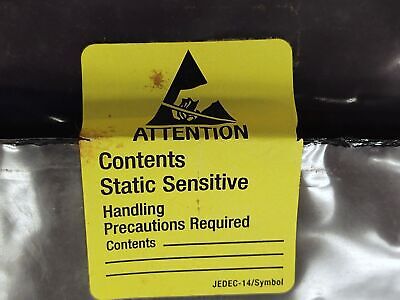 ATTENTION
Contents
Static Sensitive
Handling
Precautions Required
Contents
JEDEC-14/Symbol